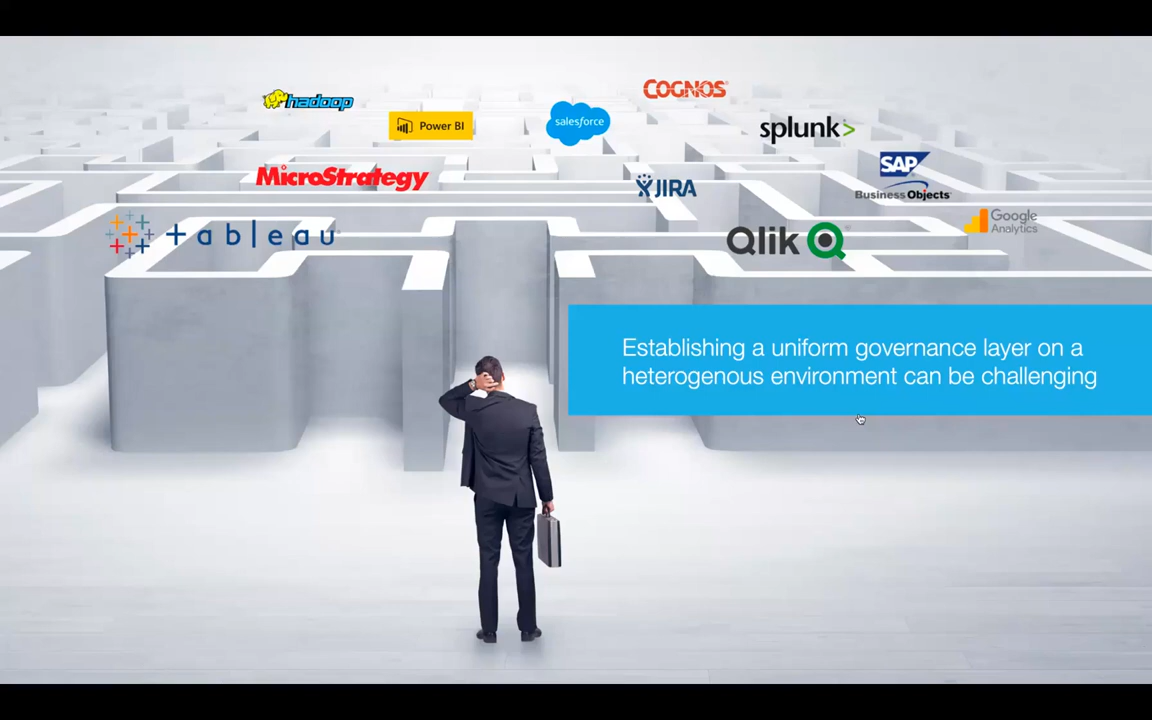 COGNOS
hadoop
Power BI
salesforce
splunk>
SAP
MicroStrategy
JIRA
Business Objects
Google
Analytics
+ableau
Qlik
Establishing a uniform governance layer on a
heterogenous environment can be challenging